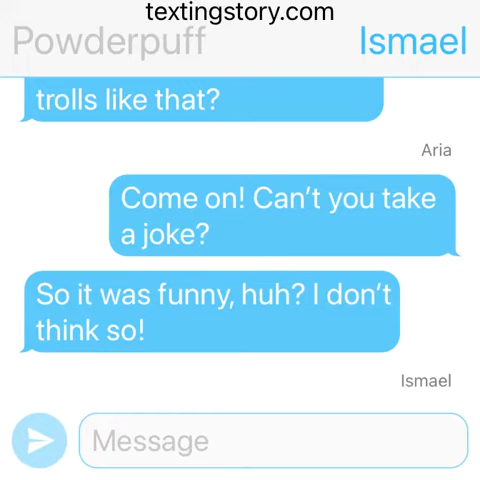 textingstory.com
Powderpuff
Ismael
trolls like that?
Aria
Come on! Can’t you take
a joke?
So it was funny, huh? I don’t
think so!
Ismael
Message